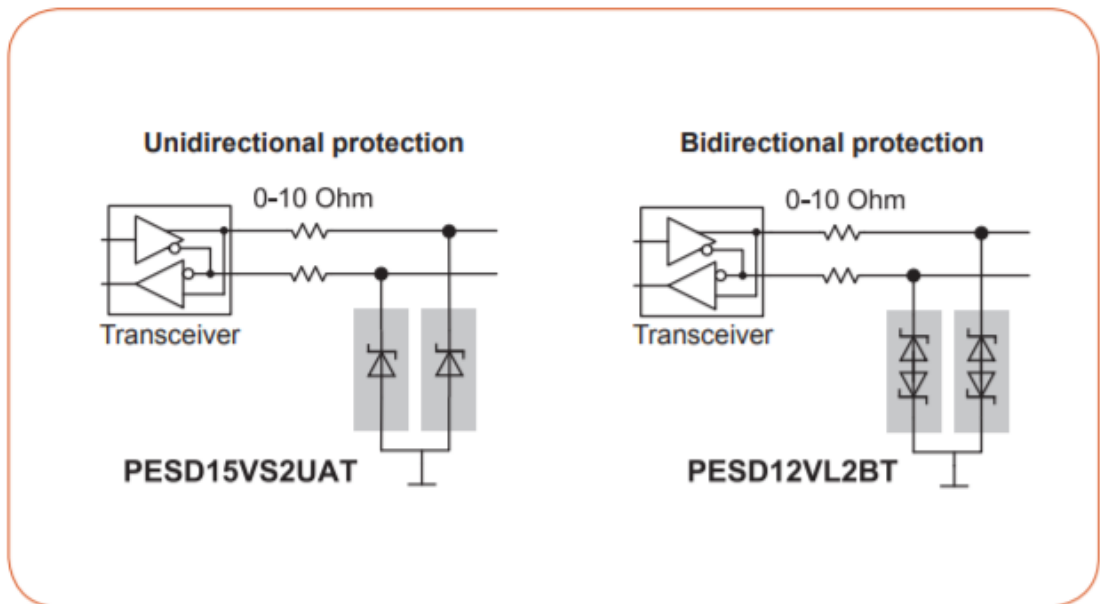 Unidirectional protection
0-10 Ohm
Transceiver
PESD15VS2UAT
Bidirectional protection
0-10 Ohm
Transceiver
PESD12VL2BT